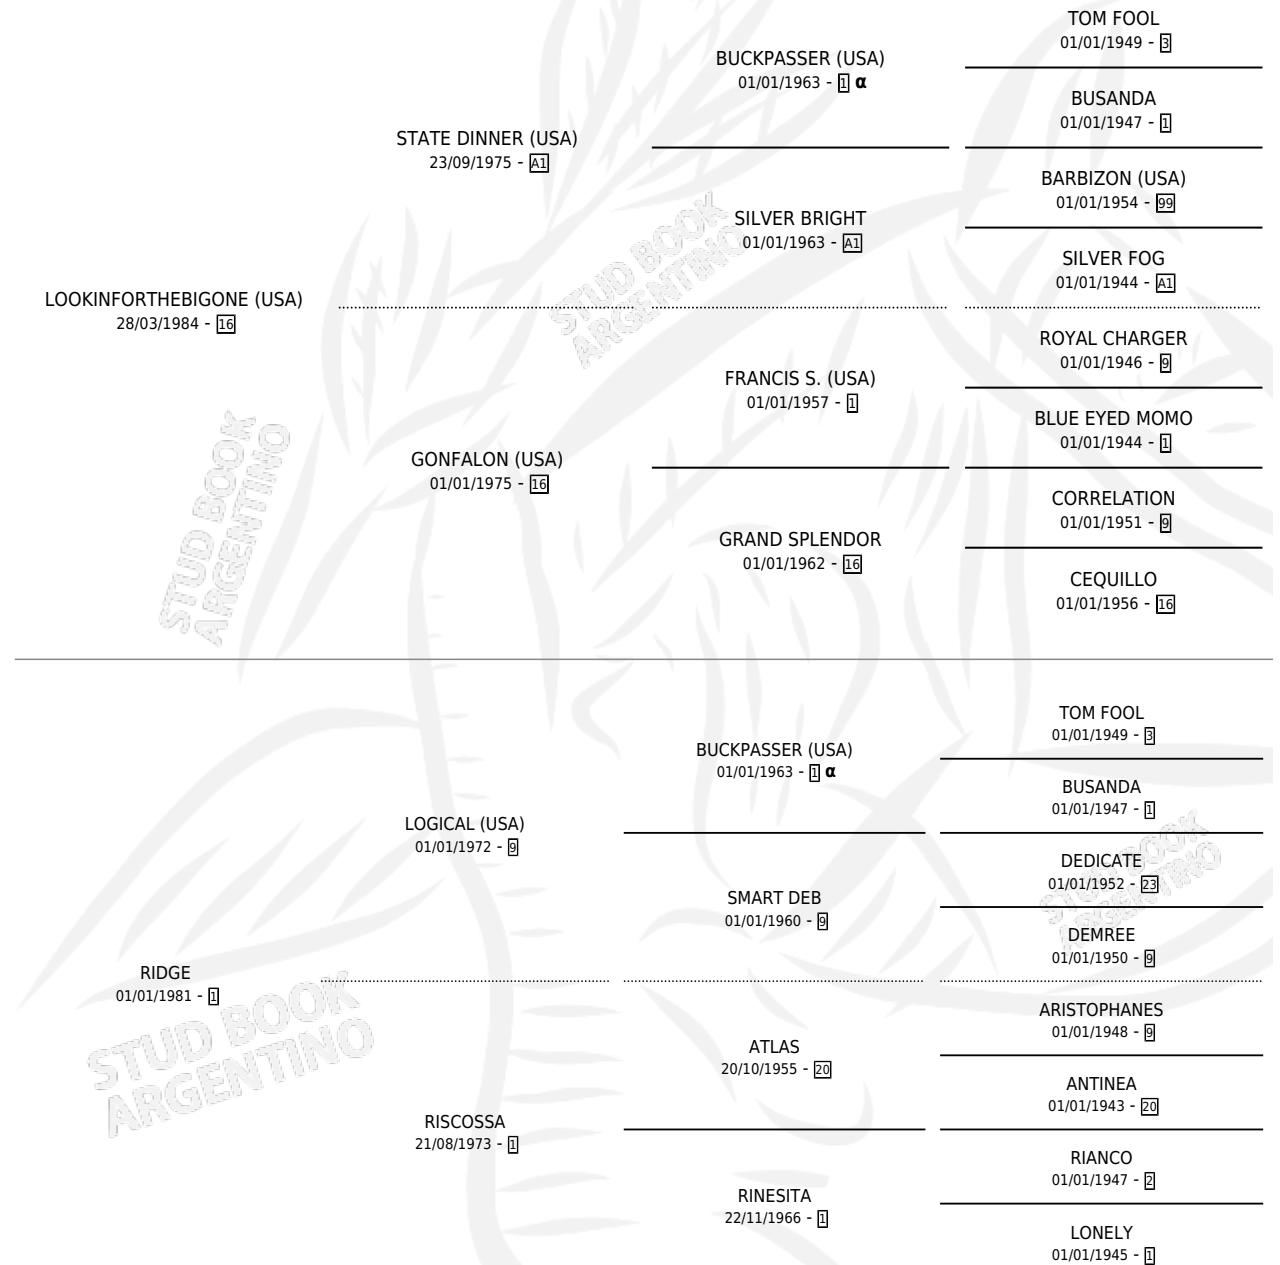 TOM FOOL
01/01/1949 - 3
BUCKPASSER (USA)
01/01/1963 - 1 α
BUSANDA
01/01/1947 - 1
STATE DINNER (USA)
23/09/1975 - A1
BARBIZON (USA)
01/01/1954 - 99
SILVER BRIGHT
01/01/1963 - A1
SILVER FOG
01/01/1944 - A1
STUD BOOK
ARGENTINO
LOOKINFORTHEBIGONE (USA)
28/03/1984 - 16
ROYAL CHARGER
01/01/1946 - 9
FRANCIS S. (USA)
01/01/1957 - 1
BLUE EYED MOMO
01/01/1944 - 1
GONFALON (USA)
01/01/1975 - 16
CORRELATION
01/01/1951 - 9
GRAND SPLENDOR
01/01/1962 - 16
CEQUILLO
01/01/1956 - 16
STUD BOOK
ARGENTINO
TOM FOOL
01/01/1949 - 3
BUCKPASSER (USA)
01/01/1963 - 1 α
BUSANDA
01/01/1947 - 1
LOGICAL (USA)
01/01/1972 - 9
DEDICATE
01/01/1952 - 23
SMART DEB
01/01/1960 - 9
DEMREE
01/01/1950 - 9
STUD BOOK
ARGENTINO
RIDGE
01/01/1981 - 1
ARISTOPHANES
01/01/1948 - 9
ATLAS
20/10/1955 - 20
ANTINEA
01/01/1943 - 20
STUD BOOK
ARGENTINO
RISCOSSA
21/08/1973 - 1
RIANCO
01/01/1947 - 2
RINESITA
22/11/1966 - 1
LONELY
01/01/1945 - 1